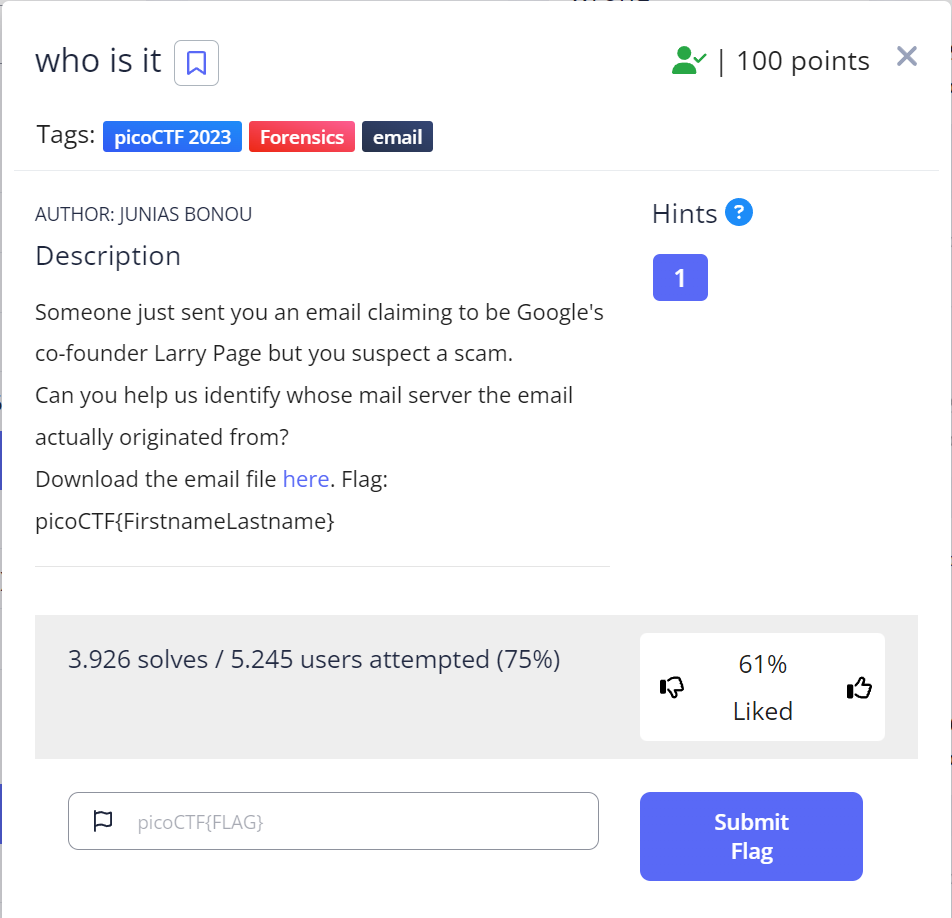 who is it
| 100 points
Tags: picoCTF 2023 Forensics email
AUTHOR: JUNIAS BONOU
Hints ?
Description
1
Someone just sent you an email claiming to be Google's
co-founder Larry Page but you suspect a scam.
Can you help us identify whose mail server the email
actually originated from?
Download the email file here. Flag:
picoCTF{FirstnameLastname}
3.926 solves / 5.245 users attempted (75%)
61%
Liked
picoCTF{FLAG}
Submit
Flag